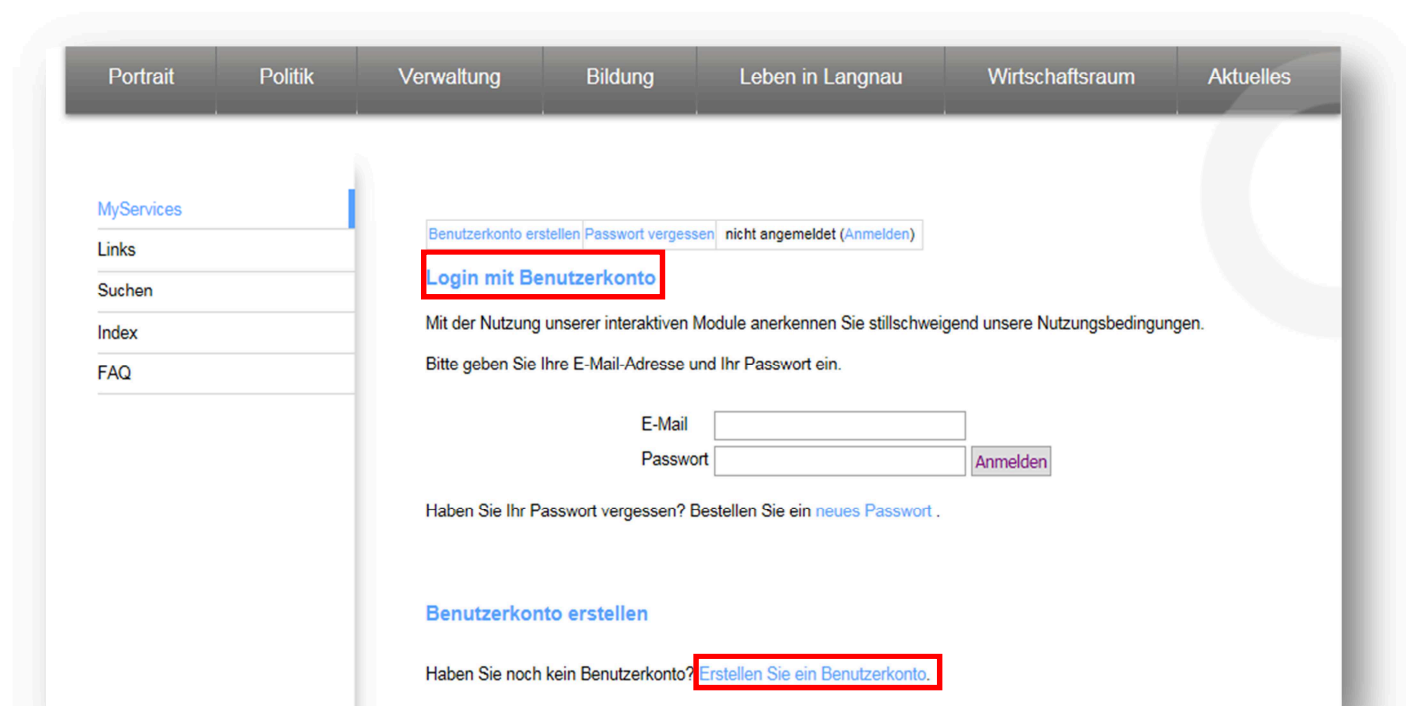 Portrait Politik Verwaltung Bildung Leben in Langnau Wirtschaftsraum Aktuelles
MyServices
Links
Suchen
Index
FAQ
Benutzerkonto erstellen Passwort vergessen nicht angemeldet (Anmelden)
Login mit Benutzerkonto
Mit der Nutzung unserer interaktiven Module anerkennen Sie stillschweigend unsere Nutzungsbedingungen.
Bitte geben Sie Ihre E-Mail-Adresse und Ihr Passwort ein.
E-Mail
Passwort Anmelden
Haben Sie Ihr Passwort vergessen? Bestellen Sie ein neues Passwort .
Benutzerkonto erstellen
Haben Sie noch kein Benutzerkonto? Erstellen Sie ein Benutzerkonto.